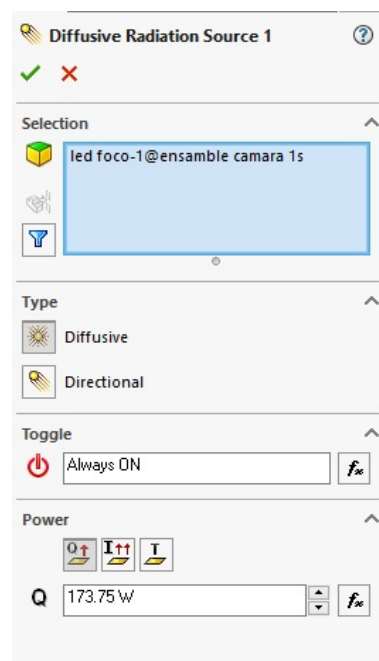 Diffusive Radiation Source 1
Selection
led foco-1@ensamble camara 1s
Type
Diffusive
Directional
Toggle
Always ON
fx
Power
Q I T
Q 173.75 W fx